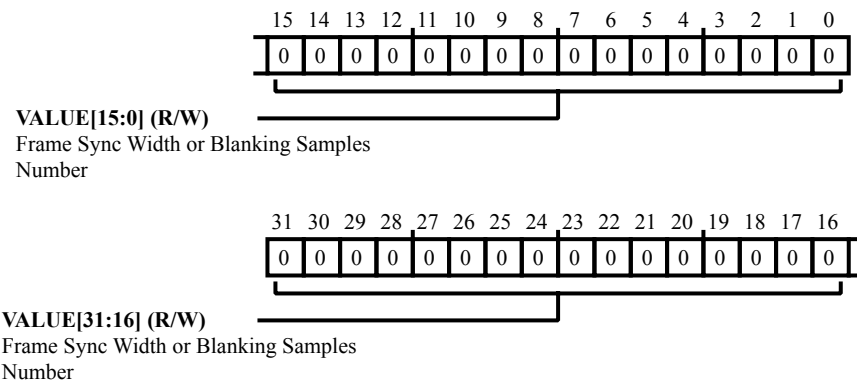 15 14 13 12 11 10 9 8 7 6 5 4 3 2 1 0
0 0 0 0 0 0 0 0 0 0 0 0 0 0 0 0
VALUE[15:0] (R/W)
Frame Sync Width or Blanking Samples
Number
31 30 29 28 27 26 25 24 23 22 21 20 19 18 17 16
0 0 0 0 0 0 0 0 0 0 0 0 0 0 0 0
VALUE[31:16] (R/W)
Frame Sync Width or Blanking Samples
Number